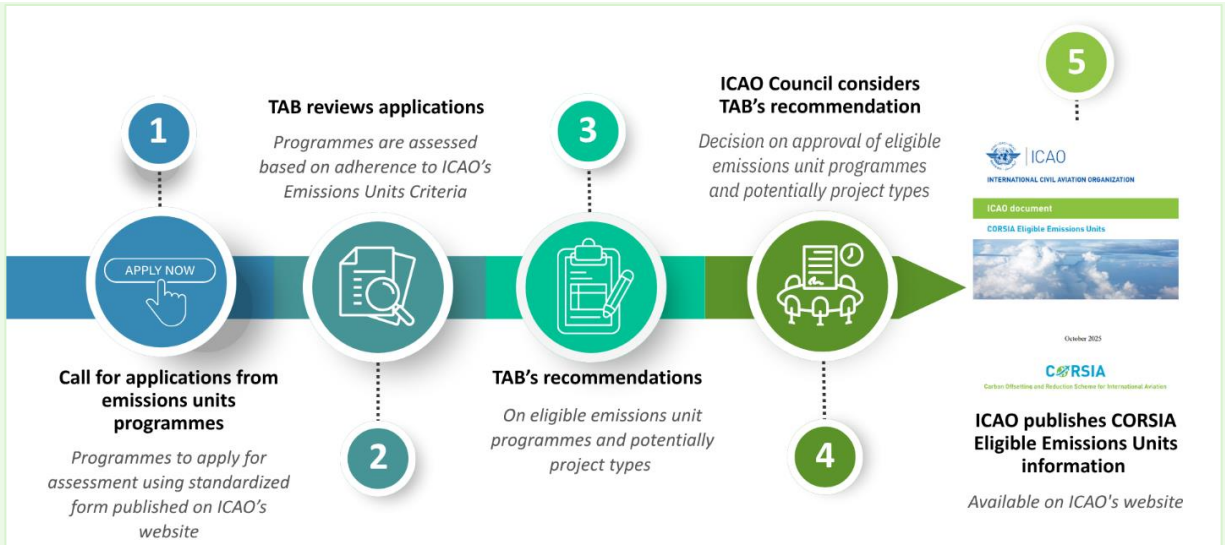 1
APPLY NOW
Call for applications from
emissions units
programmes
Programmes to apply for
assessment using standardized
form published on ICAO's
website
TAB reviews applications
Programmes are assessed
based on adherence to ICAO's
Emissions Units Criteria
2
3
TAB's recommendations
On eligible emissions unit
programmes and potentially
project types
ICAO Council considers
TAB's recommendation
Decision on approval of eligible
emissions unit programmes
and potentially project types
4
5
ICAO
INTERNATIONAL CIVIL AVIATION ORGANIZATION
ICAO document
CORSIA Eligible Emissions Units
October 2025
CORSIA
Carbon Offsetting and Reduction Scheme for International Aviation
ICAO publishes CORSIA
Eligible Emissions Units
information
Available on ICAO's website